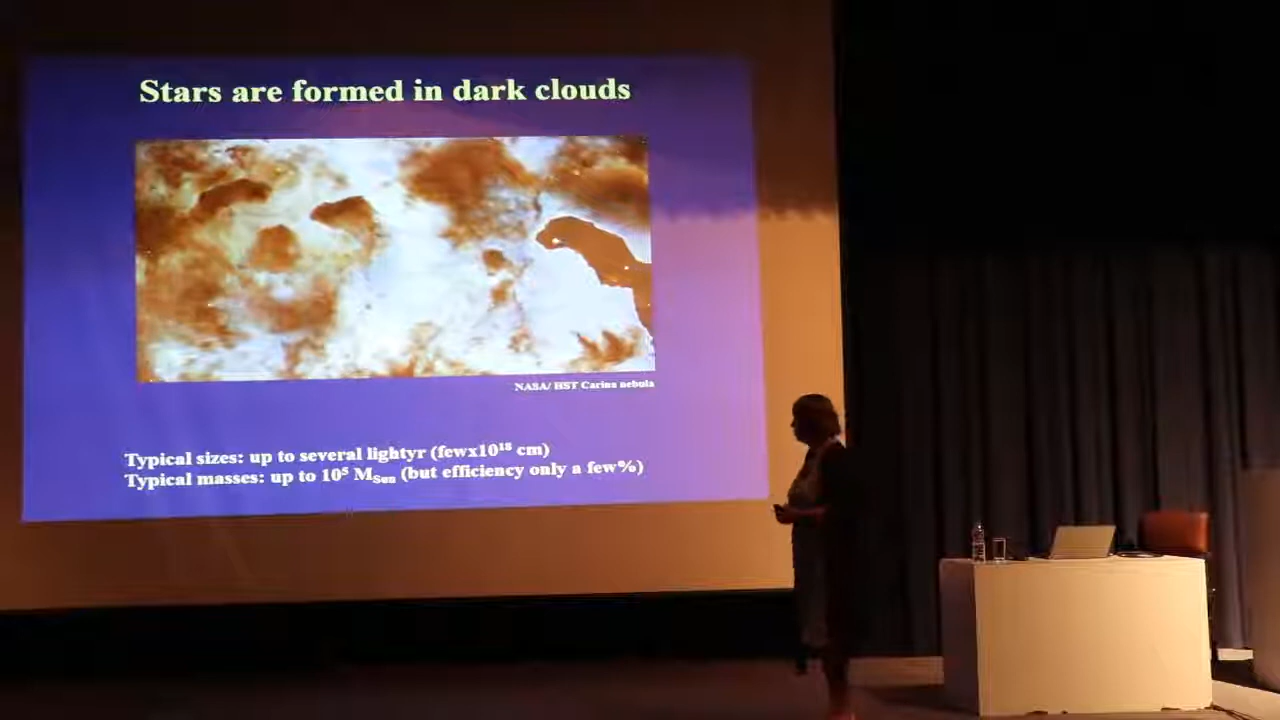 Stars are formed in dark clouds
NASA/ HST Carina nebula
Typical sizes: up to several lightyr (fewx10¹⁸ cm)
Typical masses: up to 10⁵ M_Sun (but efficiency only a few%)